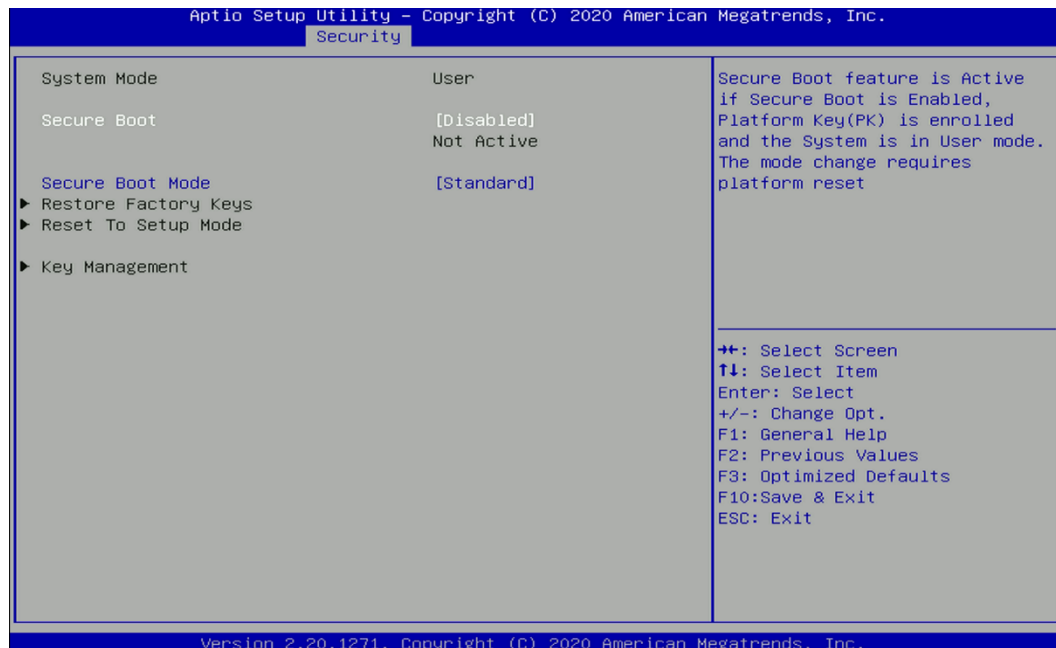 Aptio Setup Utility – Copyright (C) 2020 American Megatrends, Inc.
Security
System Mode User
Secure Boot [Disabled]
Not Active
Secure Boot Mode [Standard]
▶ Restore Factory Keys
▶ Reset To Setup Mode
▶ Key Management
Secure Boot feature is Active
if Secure Boot is Enabled,
Platform Key(PK) is enrolled
and the System is in User mode.
The mode change requires
platform reset
→←: Select Screen
↑↓: Select Item
Enter: Select
+/-: Change Opt.
F1: General Help
F2: Previous Values
F3: Optimized Defaults
F10:Save & Exit
ESC: Exit
Version 2.20.1271. Copyright (C) 2020 American Megatrends, Inc.